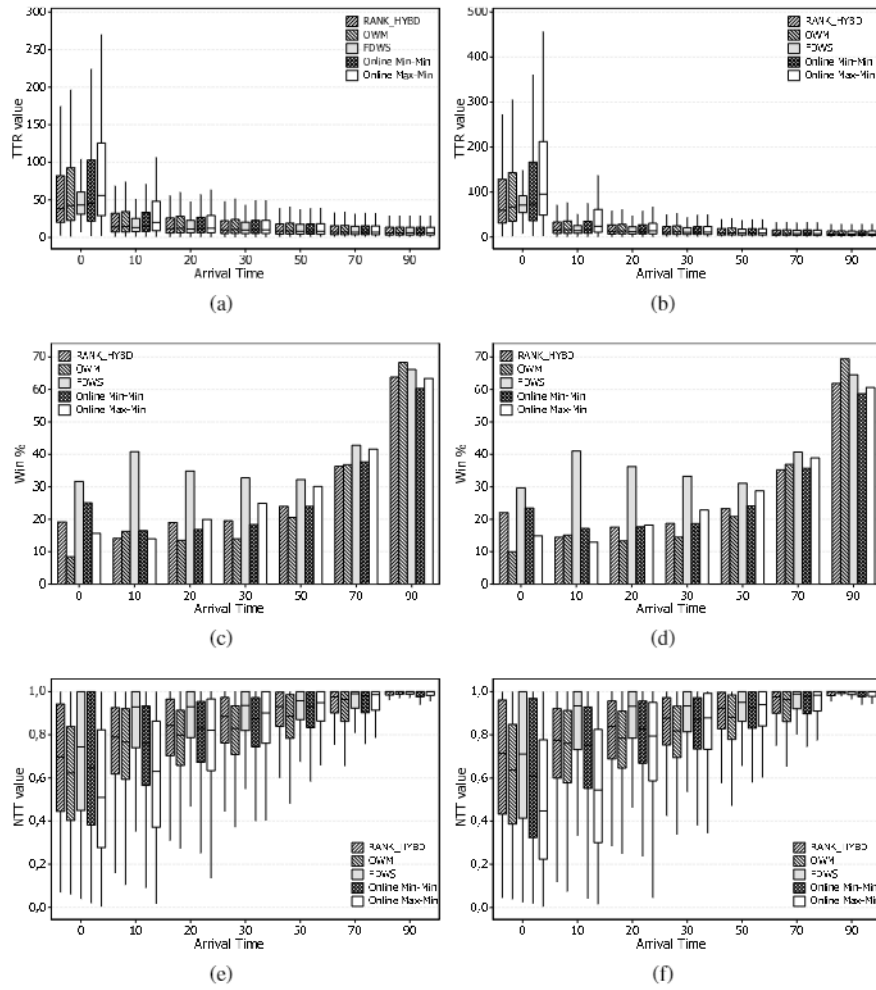 300
250
200
150
100
50
0
TTR value
RANK_HYBD
OWM
FDWS
Online Min-Min
Online Max-Min
0 10 20 30 50 70 90
Arrival Time
(a)
500
400
300
200
100
0
TTR value
RANK_HYBD
OWM
FDWS
Online Min-Min
Online Max-Min
0 10 20 30 50 70 90
Arrival Time
(b)
70
60
50
40
30
20
10
0
Win %
RANK_HYBD
OWM
FDWS
Online Min-Min
Online Max-Min
0 10 20 30 50 70 90
Arrival Time
(c)
70
60
50
40
30
20
10
0
Win %
RANK_HYBD
OWM
FDWS
Online Min-Min
Online Max-Min
0 10 20 30 50 70 90
Arrival Time
(d)
1,0
0,8
0,6
0,4
0,2
0,0
NTT value
RANK_HYBD
OWM
FDWS
Online Min-Min
Online Max-Min
0 10 20 30 50 70 90
Arrival Time
(e)
1,0
0,8
0,6
0,4
0,2
0,0
NTT value
RANK_HYBD
OWM
FDWS
Online Min-Min
Online Max-Min
0 10 20 30 50 70 90
Arrival Time
(f)